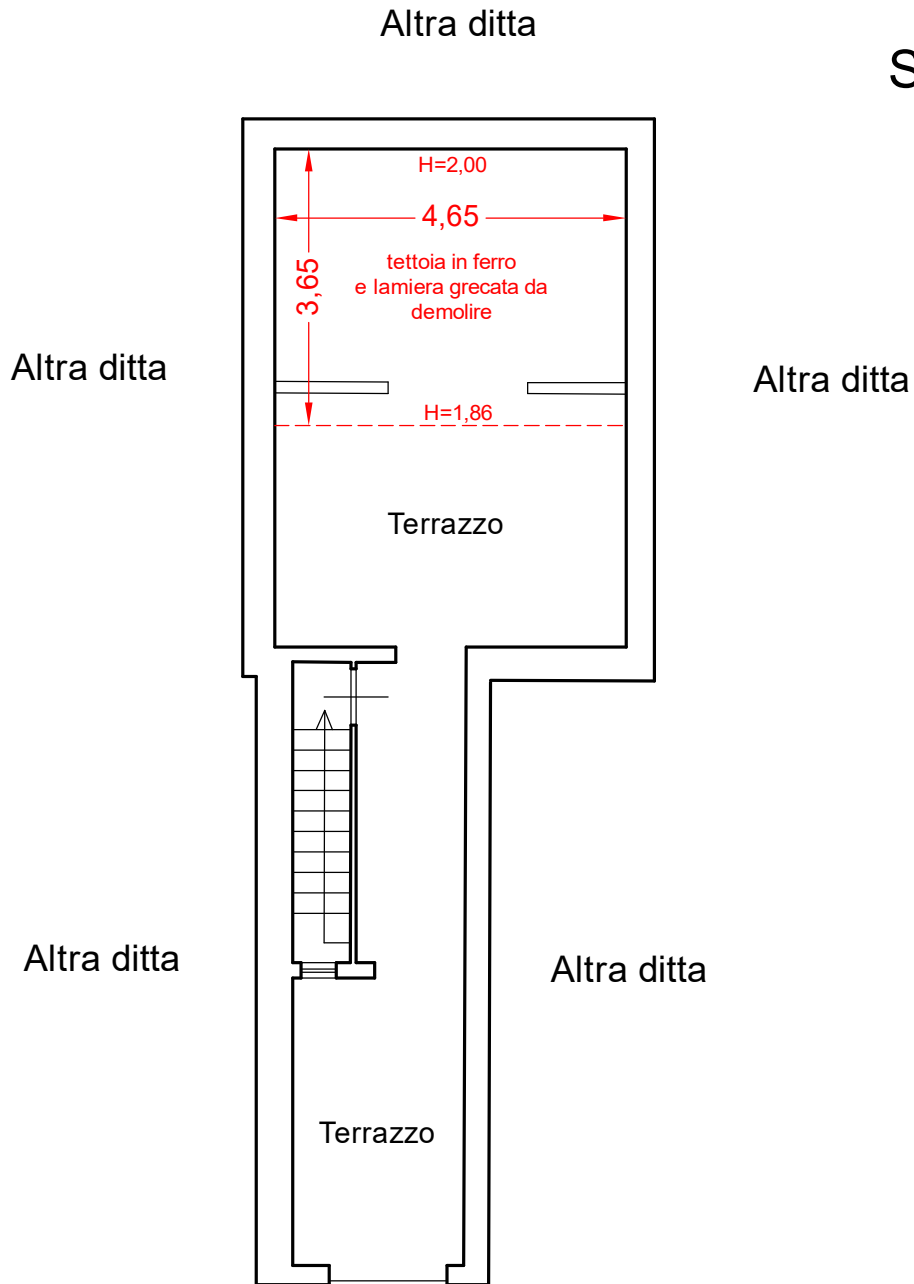 Altra ditta
S
H=2,00
4,65
3,65
tettoia in ferro
e lamiera grecata da
demolire
Altra ditta
Altra ditta
H=1,86
Terrazzo
Altra ditta
Altra ditta
Terrazzo